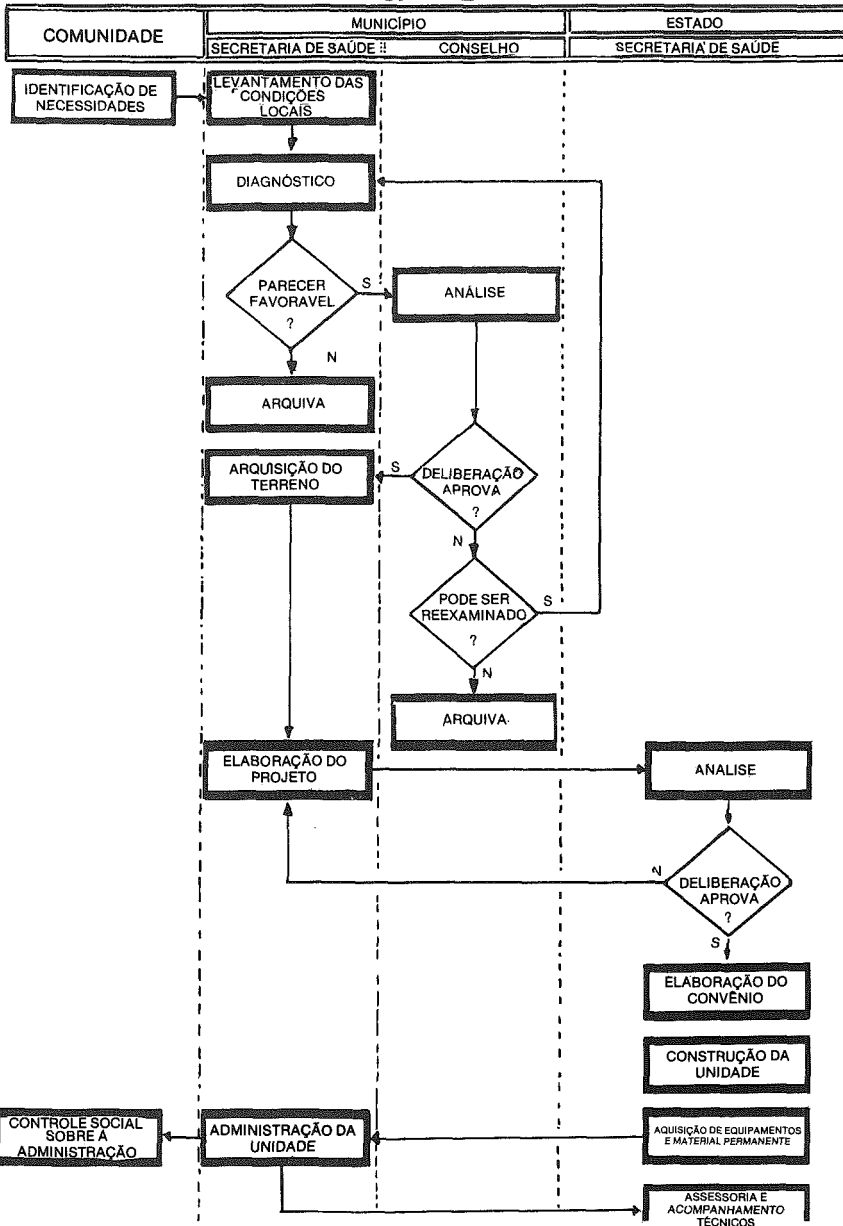 COMUNIDADE
MUNICÍPIO
ESTADO
SECRETARIA DE SAÚDE
CONSELHO
SECRETARIA DE SAÚDE
IDENTIFICAÇÃO DE
NECESSIDADES
LEVANTAMENTO DAS
CONDIÇÕES
LOCAIS
DIAGNÓSTICO
PARECER
FAVORAVEL
?
S
N
ANÁLISE
ARQUIVA
ARQUISIÇÃO DO
TERRENO
S
DELIBERAÇÃO
APROVA
?
N
PODE SER
REEXAMINADO
?
S
N
ARQUIVA
ELABORAÇÃO DO
PROJETO
ANALISE
N
DELIBERAÇÃO
APROVA
?
S
ELABORAÇÃO DO
CONVÊNIO
CONSTRUÇÃO DA
UNIDADE
CONTROLE SOCIAL
SOBRE A
ADMINISTRAÇÃO
ADMINISTRAÇÃO DA
UNIDADE
AQUISIÇÃO DE EQUIPAMENTOS
E MATERIAL PERMANENTE
ASSESSORIA E
ACOMPANHAMENTO
TÉCNICOS